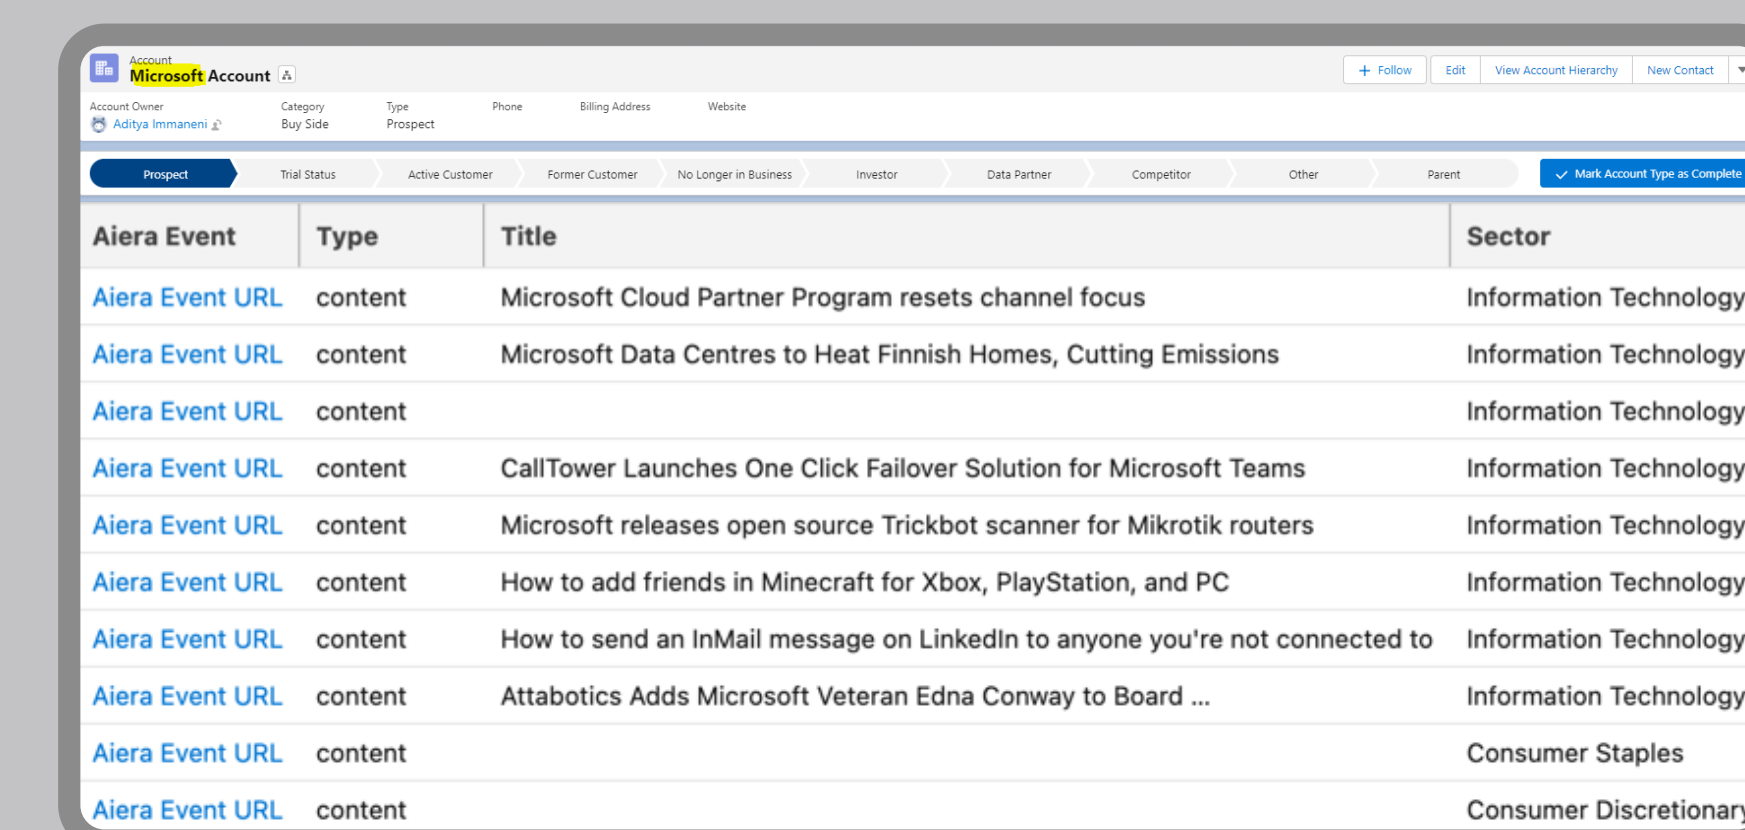 Account
Microsoft Account
+ Follow Edit View Account Hierarchy New Contact
Account Owner Category Type Phone Billing Address Website
Aditya Immaneni Buy Side Prospect
Prospect Trial Status Active Customer Former Customer No Longer in Business Investor Data Partner Competitor Other Parent Mark Account Type as Complete
Aiera Event Type Title Sector
Aiera Event URL content Microsoft Cloud Partner Program resets channel focus Information Technology
Aiera Event URL content Microsoft Data Centres to Heat Finnish Homes, Cutting Emissions Information Technology
Aiera Event URL content Information Technology
Aiera Event URL content CallTower Launches One Click Failover Solution for Microsoft Teams Information Technology
Aiera Event URL content Microsoft releases open source Trickbot scanner for Mikrotik routers Information Technology
Aiera Event URL content How to add friends in Minecraft for Xbox, PlayStation, and PC Information Technology
Aiera Event URL content How to send an InMail message on LinkedIn to anyone you're not connected to Information Technology
Aiera Event URL content Attabotics Adds Microsoft Veteran Edna Conway to Board ... Information Technology
Aiera Event URL content Consumer Staples
Aiera Event URL content Consumer Discretionary